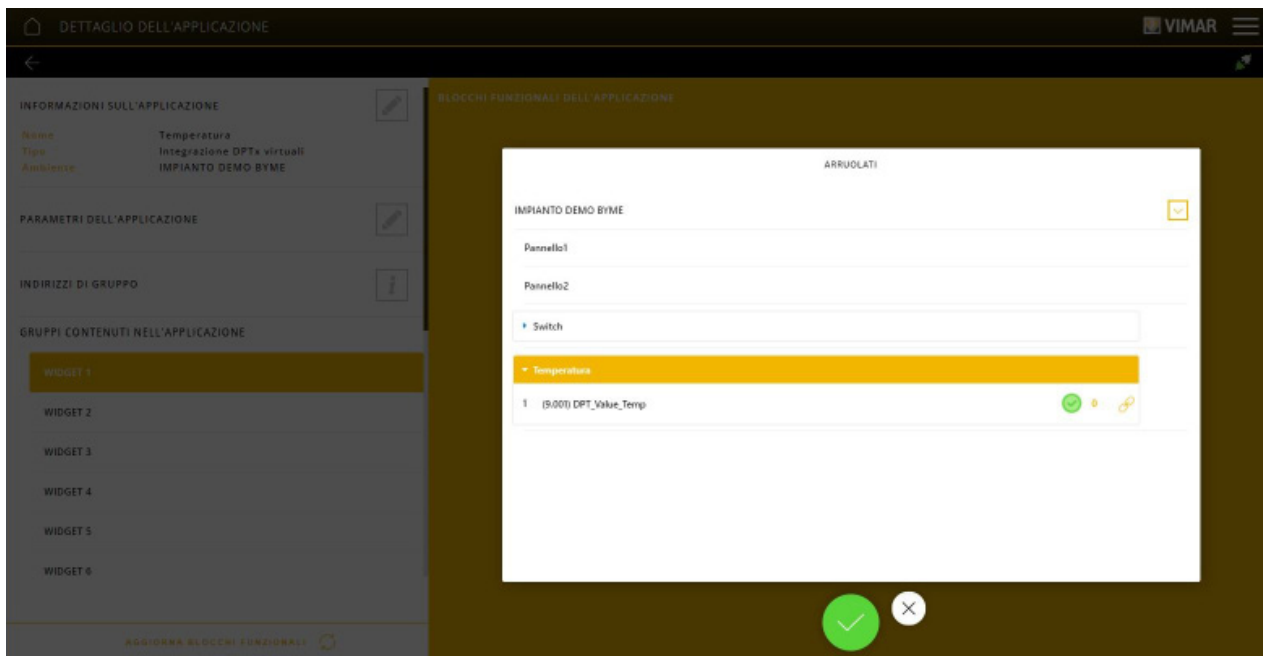 DETTAGLIO DELL'APPLICAZIONE
VIMAR
INFORMAZIONI SULL'APPLICAZIONE
Nome Temperatura
Tipo Integrazione DPTx virtuali
Ambiente IMPIANTO DEMO BYME
PARAMETRI DELL'APPLICAZIONE
INDIRIZZI DI GRUPPO
GRUPPI CONTENUTI NELL'APPLICAZIONE
WIDGET 1
WIDGET 2
WIDGET 3
WIDGET 4
WIDGET 5
WIDGET 6
AGGIORNA BLOCCHI FUNZIONALI
BLOCCHI FUNZIONALI DELL'APPLICAZIONE
ARRUOLATI
IMPIANTO DEMO BYME
Pannello1
Pannello2
Switch
Temperatura
1 (9.001) DPT_Value_Temp 0